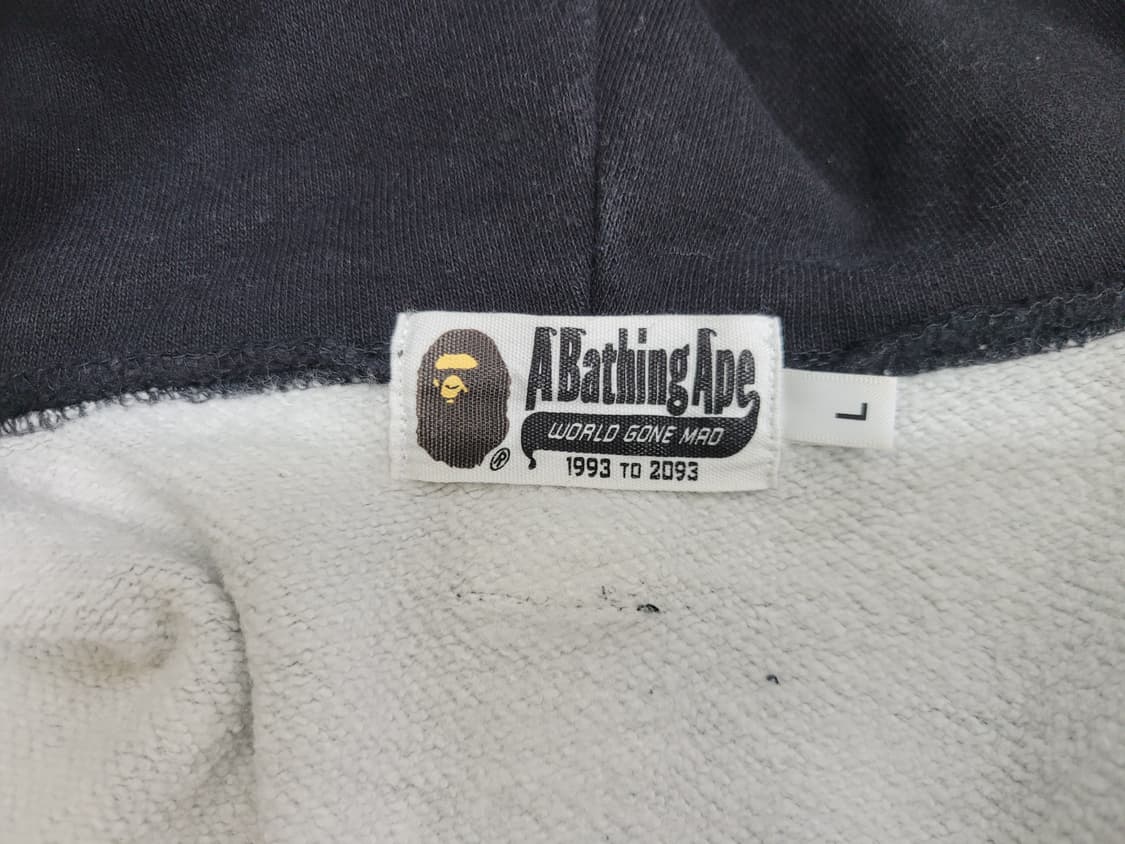 A Bathing Ape
WORLD GONE MAD
1993 TO 2093
®
L